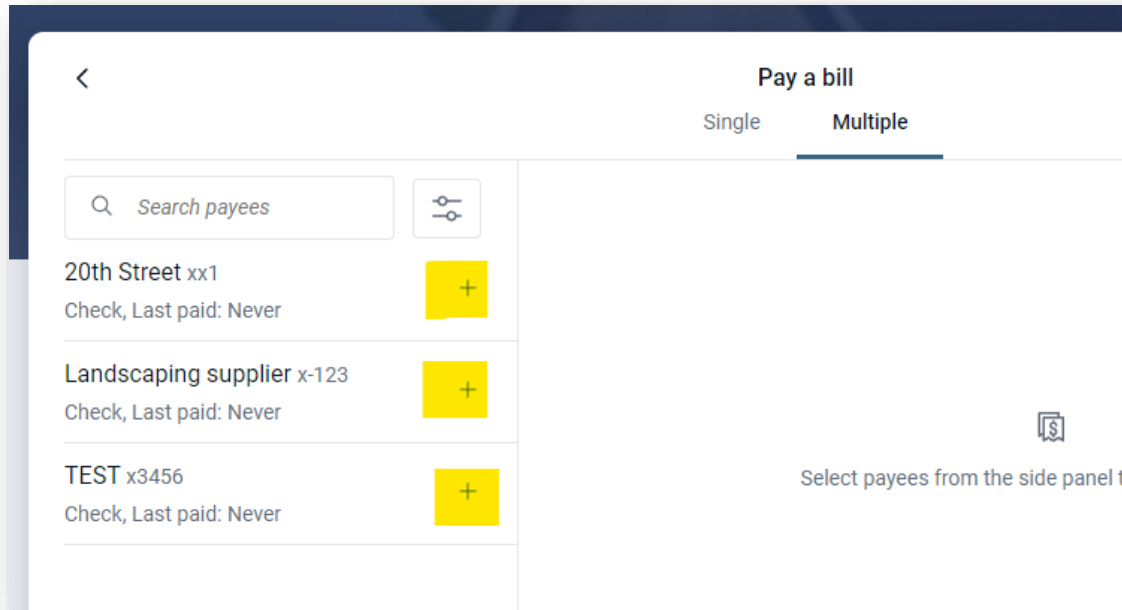 Pay a bill
Single Multiple
Search payees
20th Street xx1
Check, Last paid: Never
Landscaping supplier x-123
Check, Last paid: Never
TEST x3456
Check, Last paid: Never
Select payees from the side panel